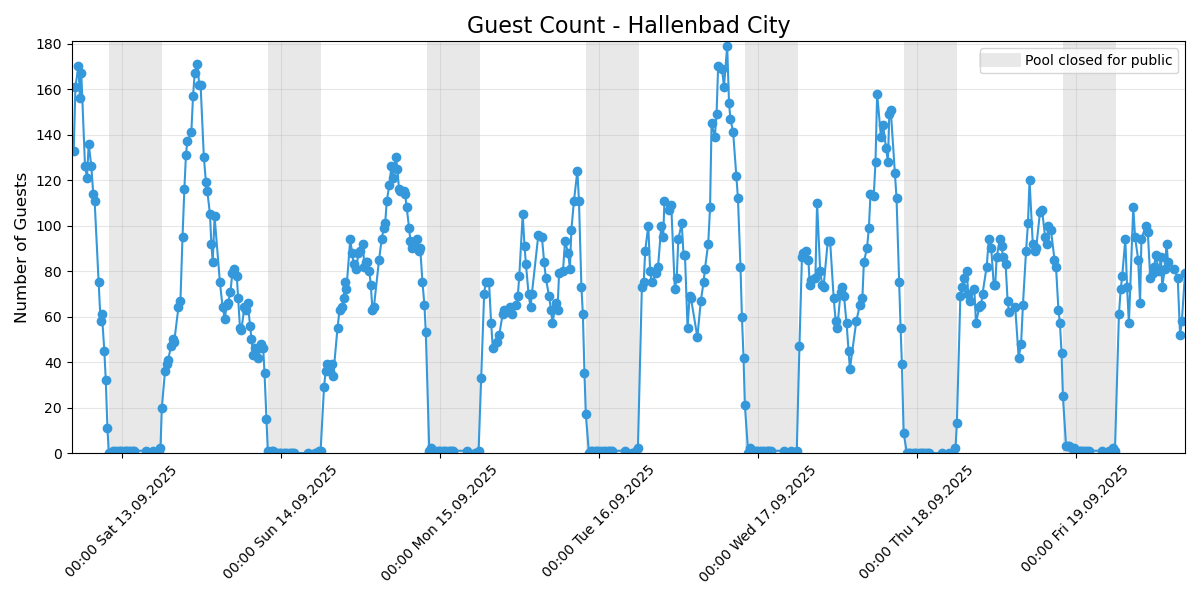 Guest Count - Hallenbad City
Number of Guests
180
160
140
120
100
80
60
40
20
0
Pool closed for public
00:00 Sat 13.09.2025
00:00 Sun 14.09.2025
00:00 Mon 15.09.2025
00:00 Tue 16.09.2025
00:00 Wed 17.09.2025
00:00 Thu 18.09.2025
00:00 Fri 19.09.2025